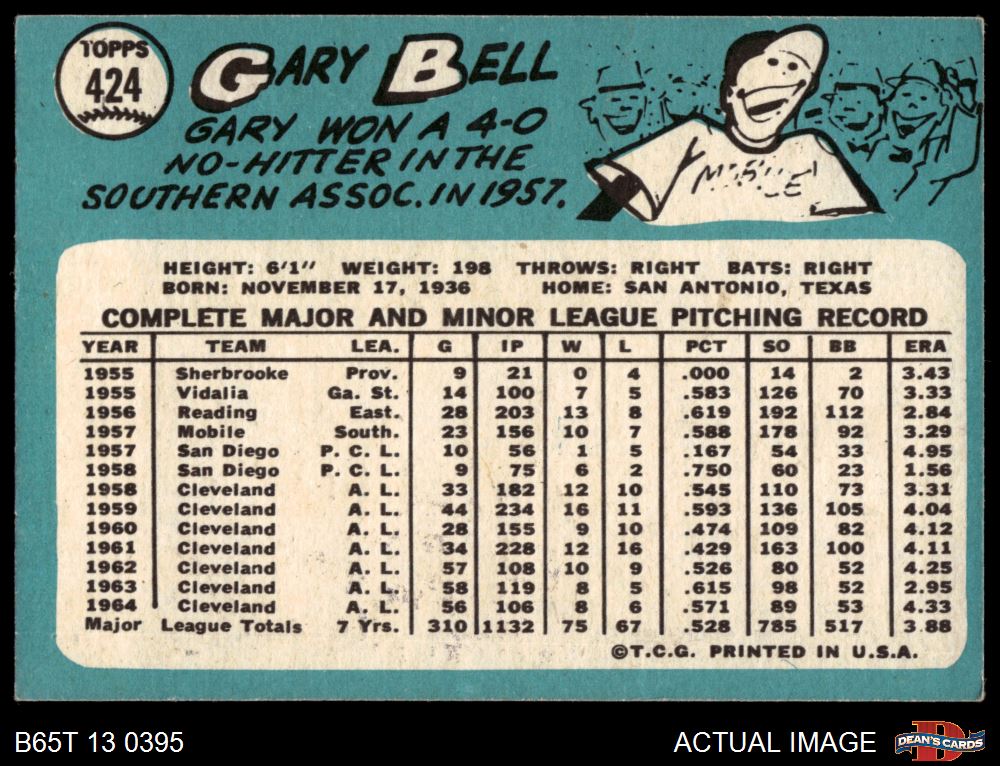 TOPPS
424
GARY BELL
GARY WON A 4-0
NO-HITTER IN THE
SOUTHERN ASSOC. IN 1957.
MOBILE
HEIGHT: 6'1" WEIGHT: 198 THROWS: RIGHT BATS: RIGHT
BORN: NOVEMBER 17, 1936 HOME: SAN ANTONIO, TEXAS
COMPLETE MAJOR AND MINOR LEAGUE PITCHING RECORD
YEAR TEAM LEA. G IP W L PCT SO BB ERA
1955 Sherbrooke Prov. 9 21 0 4 .000 14 2 3.43
1955 Vidalia Ga. St. 14 100 7 5 .583 126 70 3.33
1956 Reading East. 28 203 13 8 .619 192 112 2.84
1957 Mobile South. 23 156 10 7 .588 178 92 3.29
1957 San Diego P. C. L. 10 56 1 5 .167 54 33 4.95
1958 San Diego P. C. L. 9 75 6 2 .750 60 23 1.56
1958 Cleveland A. L. 33 182 12 10 .545 110 73 3.31
1959 Cleveland A. L. 44 234 16 11 .593 136 105 4.04
1960 Cleveland A. L. 28 155 9 10 .474 109 82 4.12
1961 Cleveland A. L. 34 228 12 16 .429 163 100 4.11
1962 Cleveland A. L. 57 108 10 9 .526 80 52 4.25
1963 Cleveland A. L. 58 119 8 5 .615 98 52 2.95
1964 Cleveland A. L. 56 106 8 6 .571 89 53 4.33
Major League Totals 7 Yrs. 310 1132 75 67 .528 785 517 3.88
©T.C.G. PRINTED IN U.S.A.
B65T 13 0395
ACTUAL IMAGE
DEAN'S CARDS